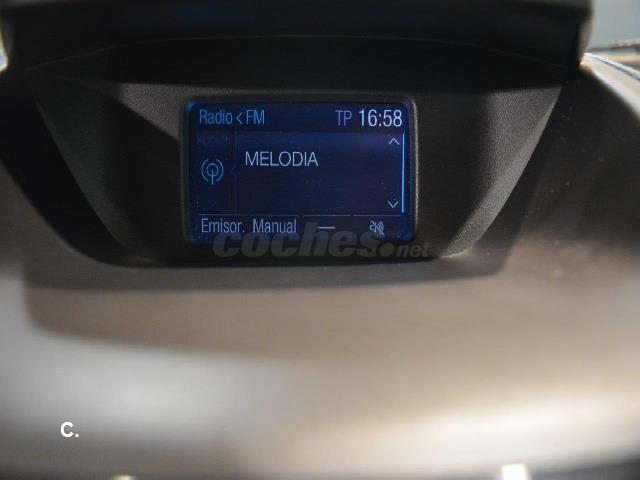 Radio < FM TP 16:58
MELODIA
Emisor. Manual —
coches.net
C.